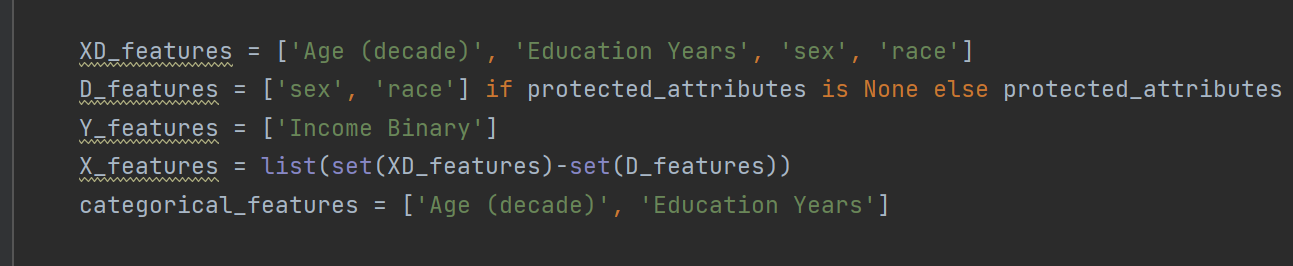 XD_features = ['Age (decade)', 'Education Years', 'sex', 'race']
D_features = ['sex', 'race'] if protected_attributes is None else protected_attributes
Y_features = ['Income Binary']
X_features = list(set(XD_features)-set(D_features))
categorical_features = ['Age (decade)', 'Education Years']